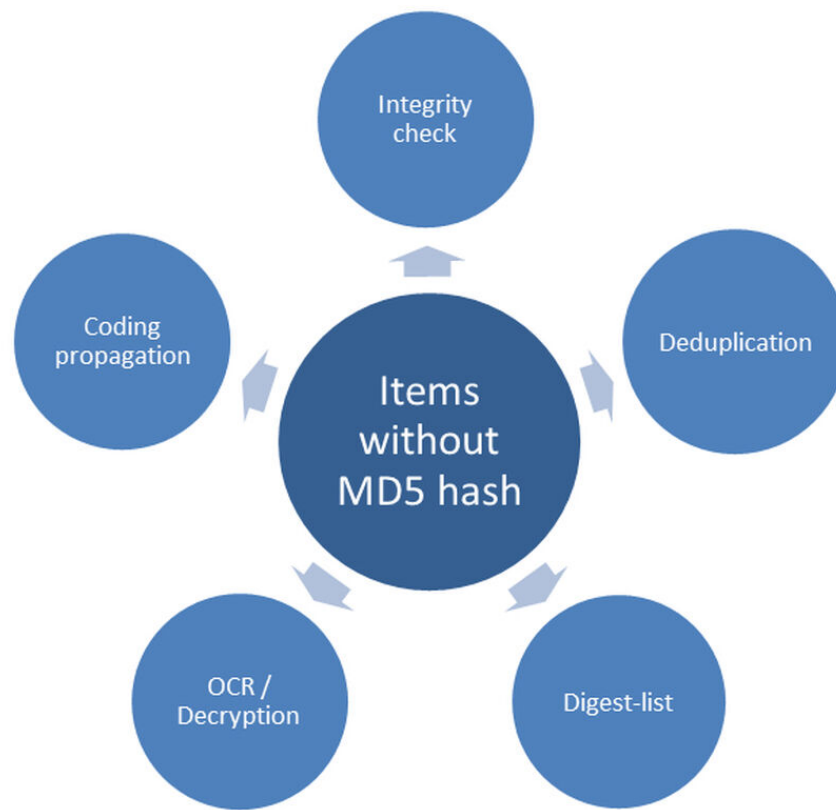 Integrity
check
Coding
propagation
Deduplication
Items
without
MD5 hash
OCR /
Decryption
Digest-list